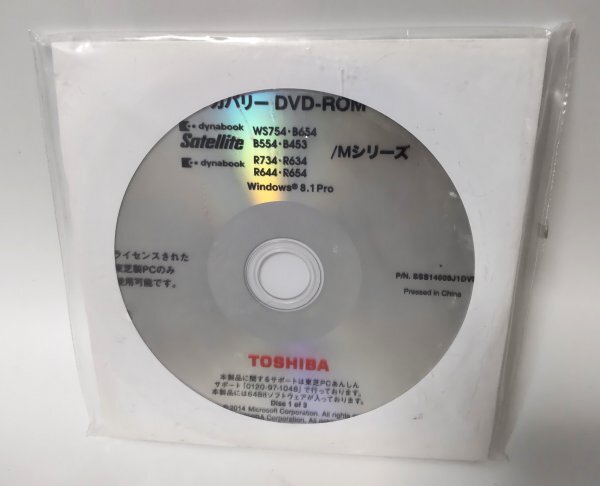 カバリー DVD-ROM
dynabook
Satellite
WS754・B654
B554・B453
dynabook
R734・R634
R644・R654
/Mシリーズ
Windows® 8.1 Pro
ライセンスされた
東芝製PCのみ
使用可能です。
Pressed in China
TOSHIBA
本製品に関するサポートは東芝PCあんしん
サポート「0120-97-1048」で行っております。
本製品には64Bitソフトウェアが入っております。
Disc 1 of 3
©2014 Microsoft Corporation. All rights
BA Corporation. All rights